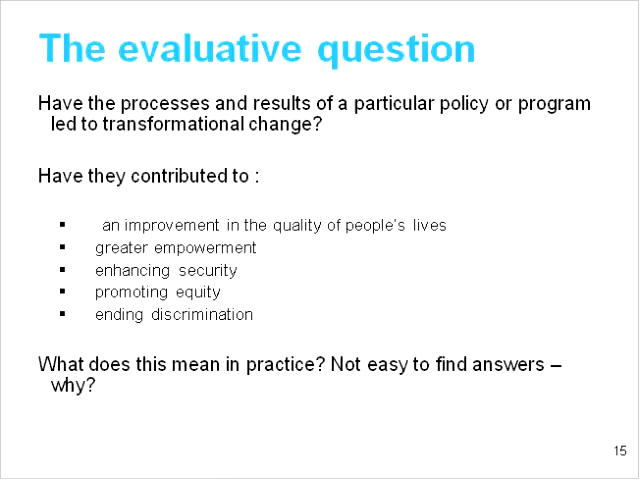 The evaluative question
Have the processes and results of a particular policy or program
led to transformational change?
Have they contributed to :
▪ an improvement in the quality of people's lives
▪ greater empowerment
▪ enhancing security
▪ promoting equity
▪ ending discrimination
What does this mean in practice? Not easy to find answers –
why?
15